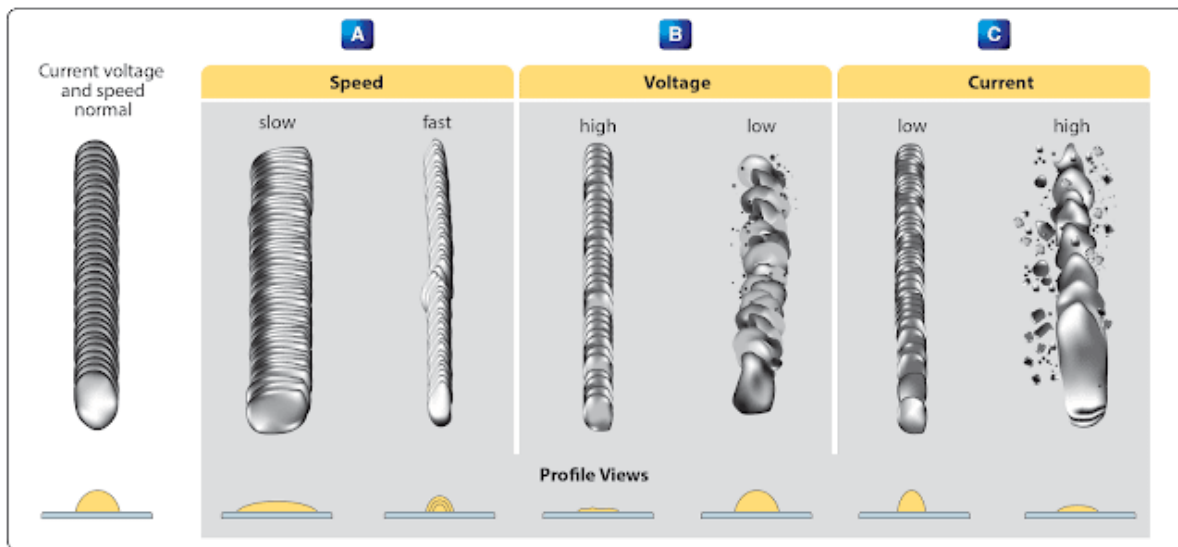 A
B
C
Current voltage
and speed
normal
Speed
Voltage
Current
slow
fast
high
low
low
high
Profile Views